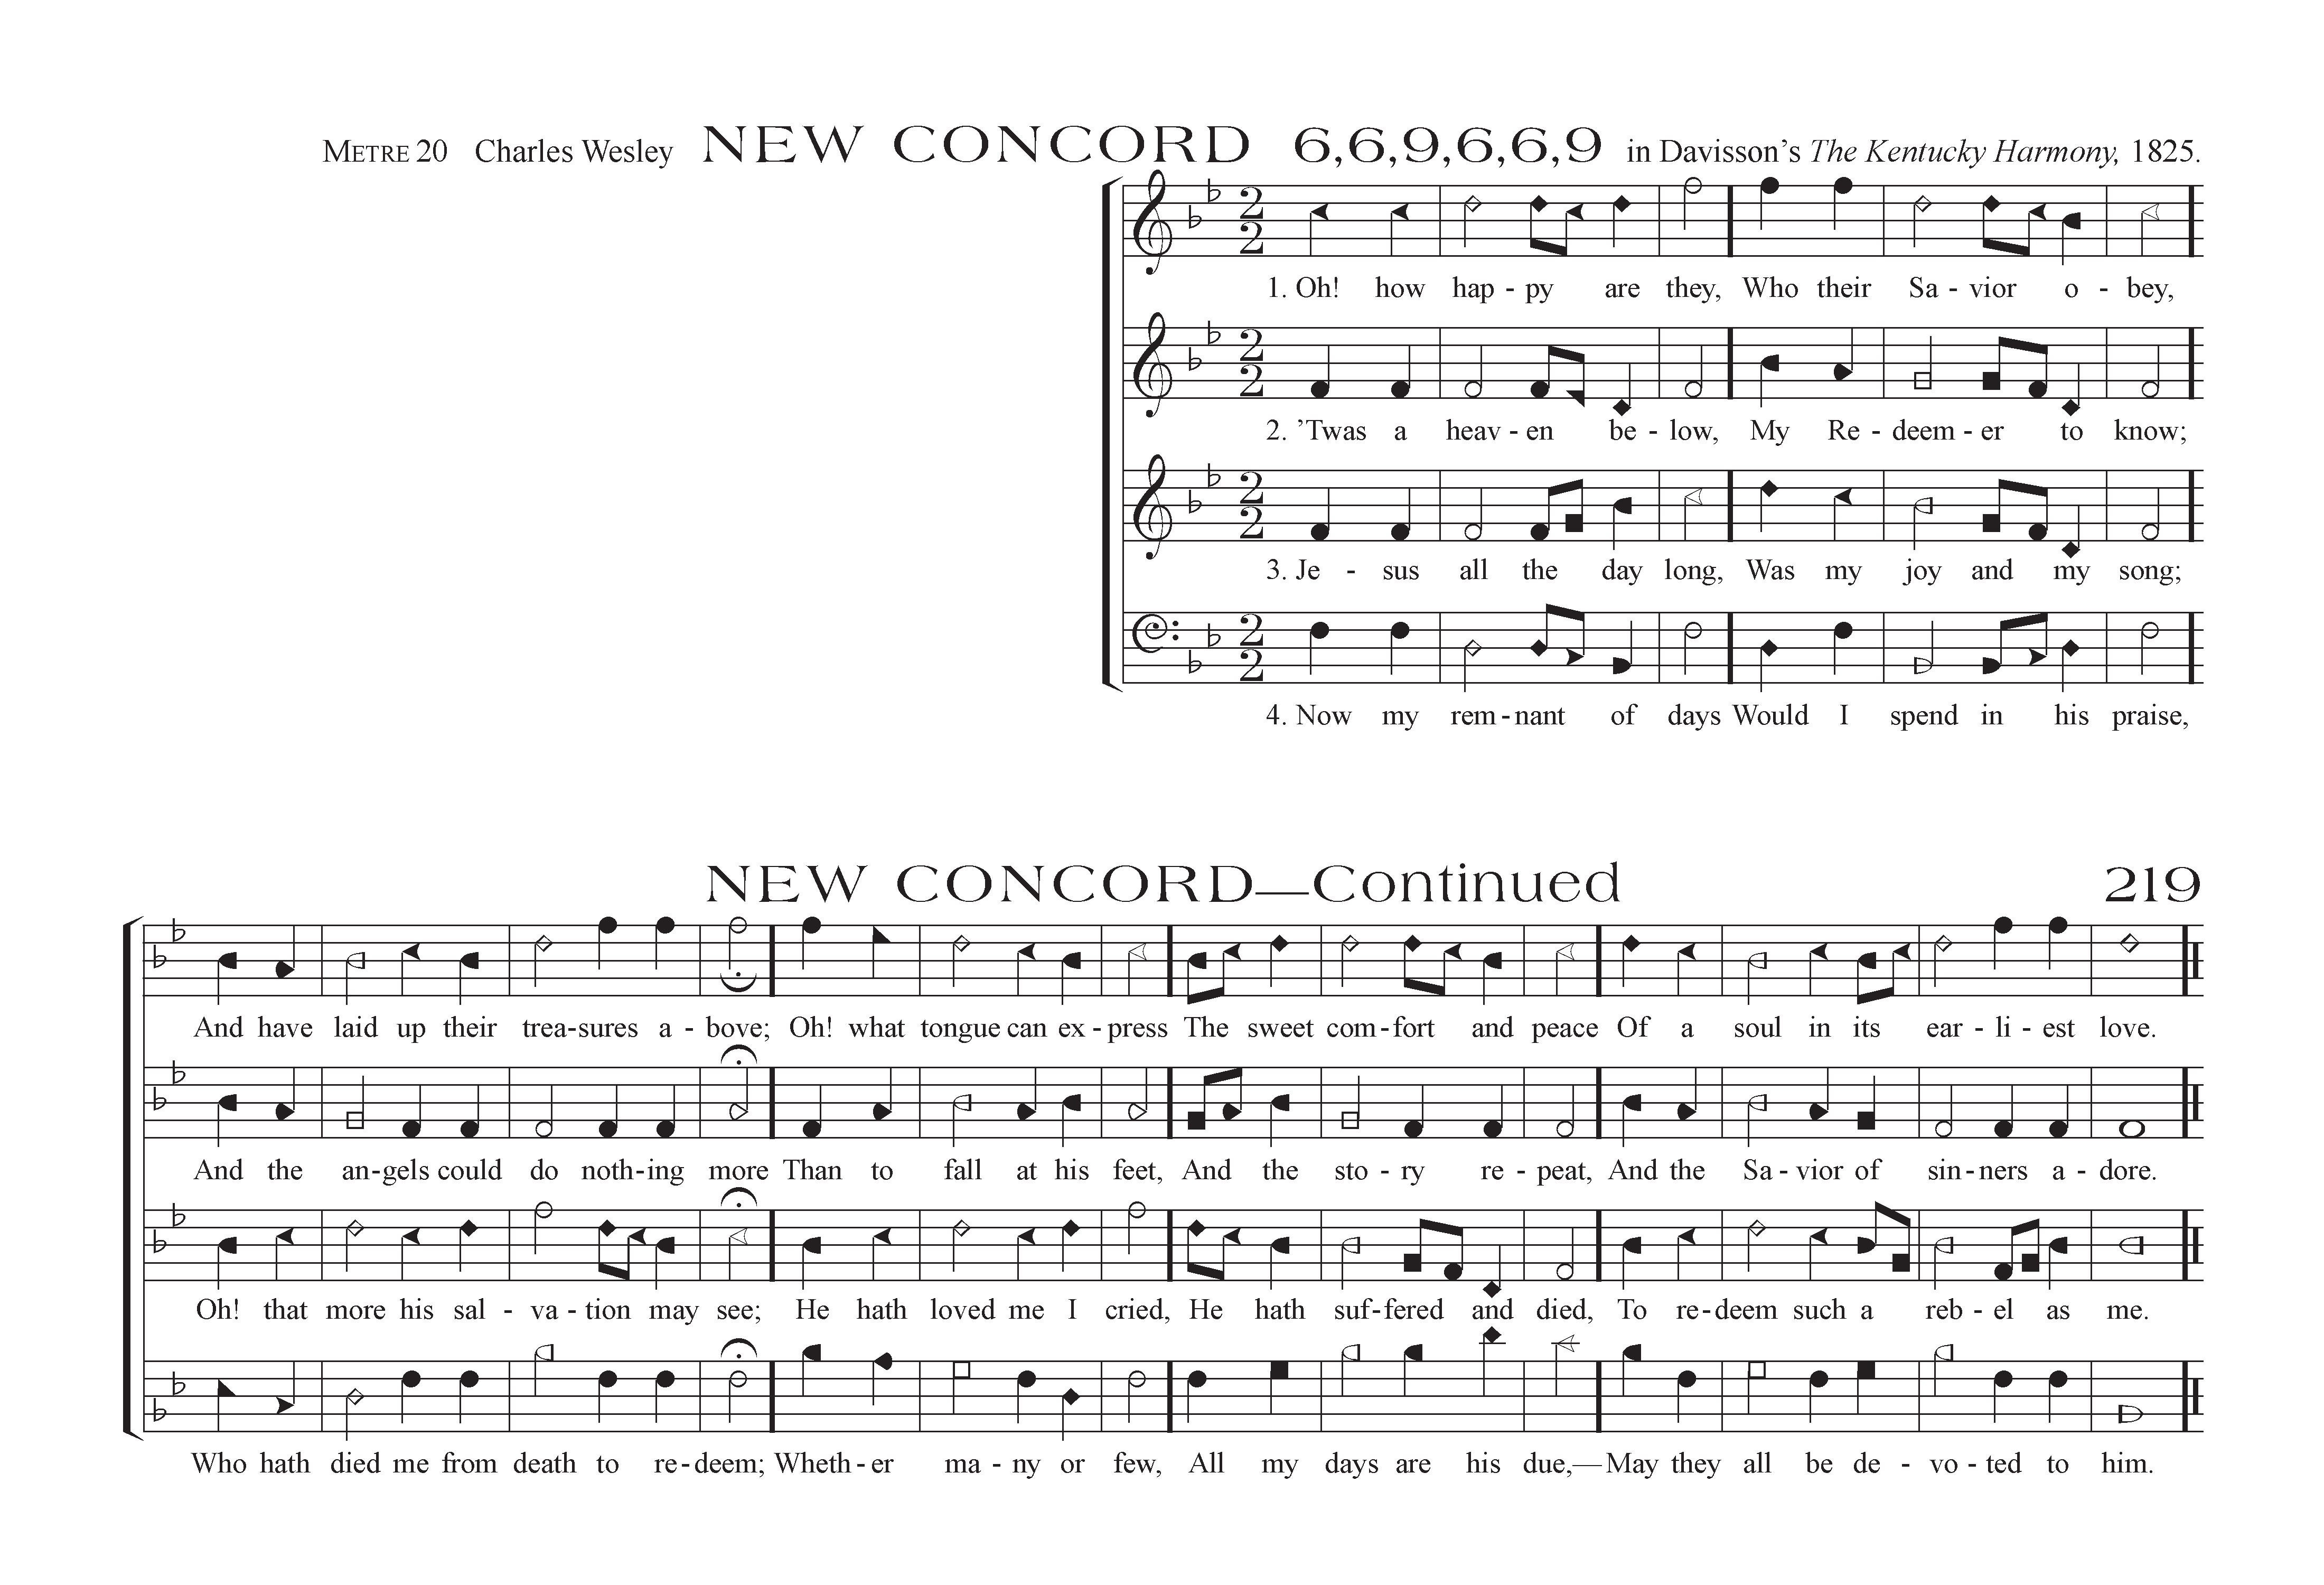 METRE 20 Charles Wesley NEW CONCORD 6,6,9,6,6,9 in Davisson’s The Kentucky Harmony, 1825.
2 2
1. Oh! how hap - py are they, Who their Sa - vior o - bey,
2 2
2. ’Twas a heav - en be - low, My Re - deem - er to know;
2 2
3. Je - sus all the day long, Was my joy and my song;
2 2
4. Now my rem - nant of days Would I spend in his praise,
NEW CONCORD—Continued 219
And have laid up their trea-sures a - bove; Oh! what tongue can ex - press The sweet com-fort and peace Of a soul in its ear - li - est love.
And the an-gels could do noth-ing more Than to fall at his feet, And the sto - ry re - peat, And the Sa - vior of sin-ners a - dore.
Oh! that more his sal - va - tion may see; He hath loved me I cried, He hath suf-fered and died, To re-deem such a reb - el as me.
Who hath died me from death to re-deem; Wheth - er ma - ny or few, All my days are his due,—May they all be de - vo - ted to him.